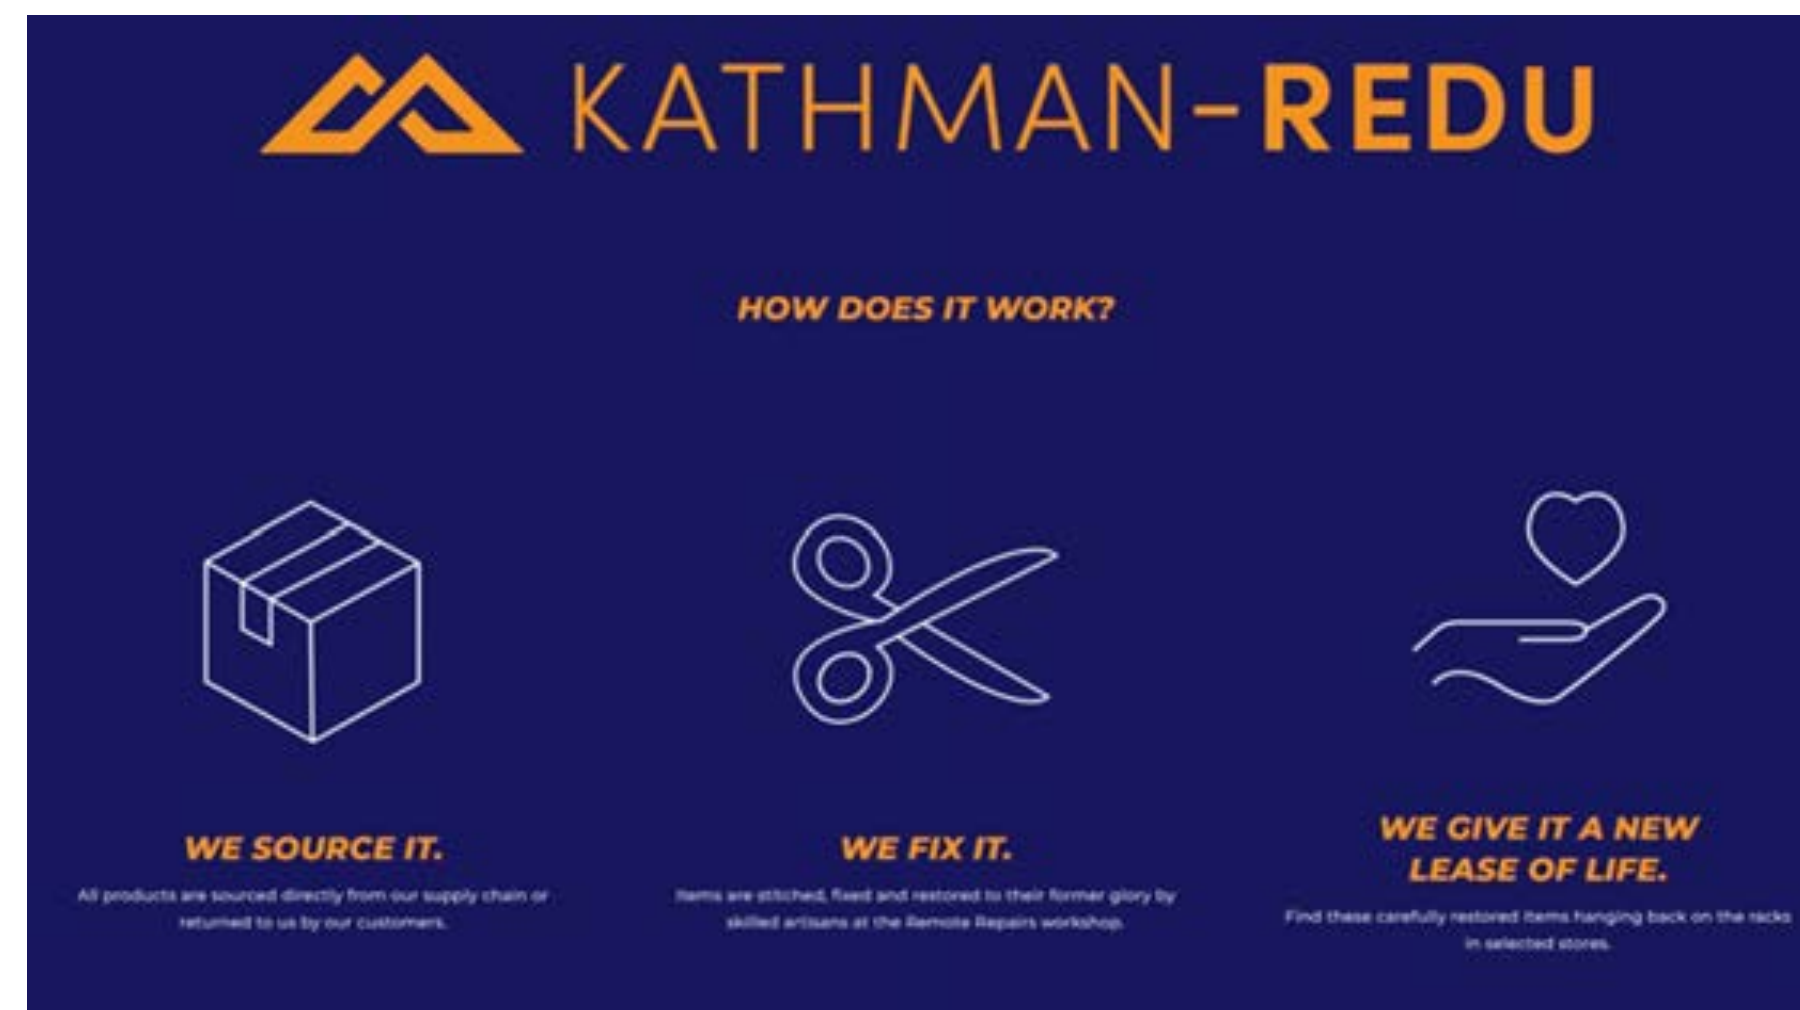 KATHMAN-REDU
HOW DOES IT WORK?
WE SOURCE IT.
All products are sourced directly from our supply chain or
returned to us by our customers.
WE FIX IT.
Items are stitched, fixed and restored to their former glory by
skilled artisans at the Remote Repairs workshop.
WE GIVE IT A NEW
LEASE OF LIFE.
Find these carefully restored items hanging back on the racks
in selected stores.